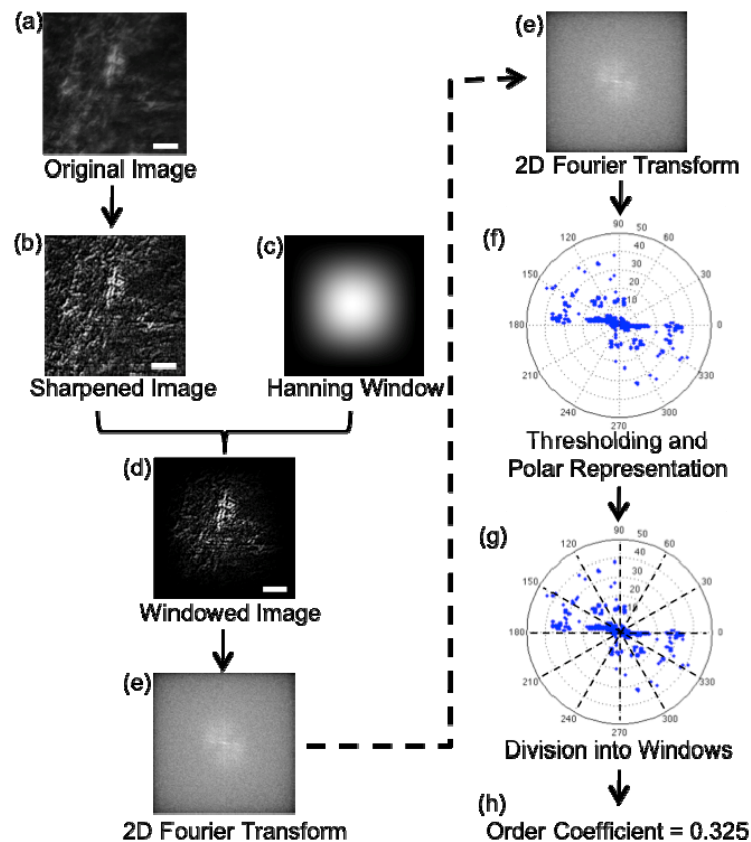 (a)
Original Image
(b)
Sharpened Image
(c)
Hanning Window
(d)
Windowed Image
(e)
2D Fourier Transform
(e)
2D Fourier Transform
(f)
90
120
60
50
40
30
10
150
30
180
0
210
330
240
300
270
Thresholding and
Polar Representation
(g)
90
120
60
50
40
30
20
10
150
30
180
0
210
330
240
300
270
Division into Windows
(h)
Order Coefficient = 0.325